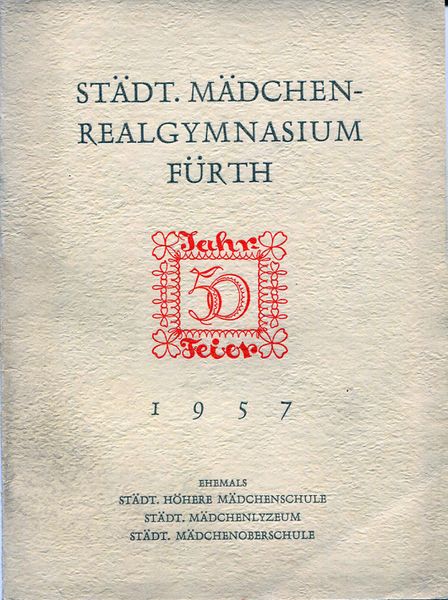 STÄDT. MÄDCHEN-
REALGYMNASIUM
FÜRTH
Jahr
50
Feier
1957
EHEMALS
STÄDT. HÖHERE MÄDCHENSCHULE
STÄDT. MÄDCHENLYZEUM
STÄDT. MÄDCHENOBERSCHULE